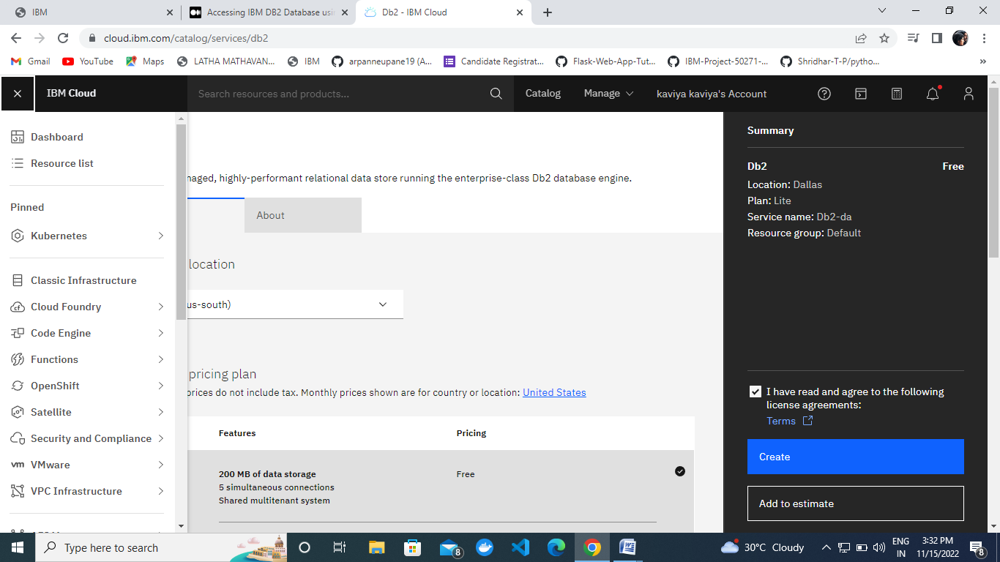 IBM
Accessing IBM DB2 Database usin
Db2 - IBM Cloud
cloud.ibm.com/catalog/services/db2
Gmail
YouTube
Maps
LATHA MATHAVAN...
IBM
arpanneupane19 (A...
Candidate Registrat...
Flask-Web-App-Tut...
IBM-Project-50271-...
Shridhar-T-P/pytho...
»
IBM Cloud
Search resources and products...
Catalog
Manage
kaviya kaviya's Account
Dashboard
Resource list
Pinned
Kubernetes
Classic Infrastructure
Cloud Foundry
Code Engine
Functions
OpenShift
Satellite
Security and Compliance
vm VMware
VPC Infrastructure
naged, highly-performant relational data store running the enterprise-class Db2 database engine.
About
location
us-south)
pricing plan
prices do not include tax. Monthly prices shown are for country or location: United States
Features
Pricing
200 MB of data storage
Free
5 simultaneous connections
Shared multitenant system
Summary
Db2
Free
Location: Dallas
Plan: Lite
Service name: Db2-da
Resource group: Default
I have read and agree to the following
license agreements:
Terms
Create
Add to estimate
Type here to search
8
30°C Cloudy
ENG
IN
3:32 PM
11/15/2022
8